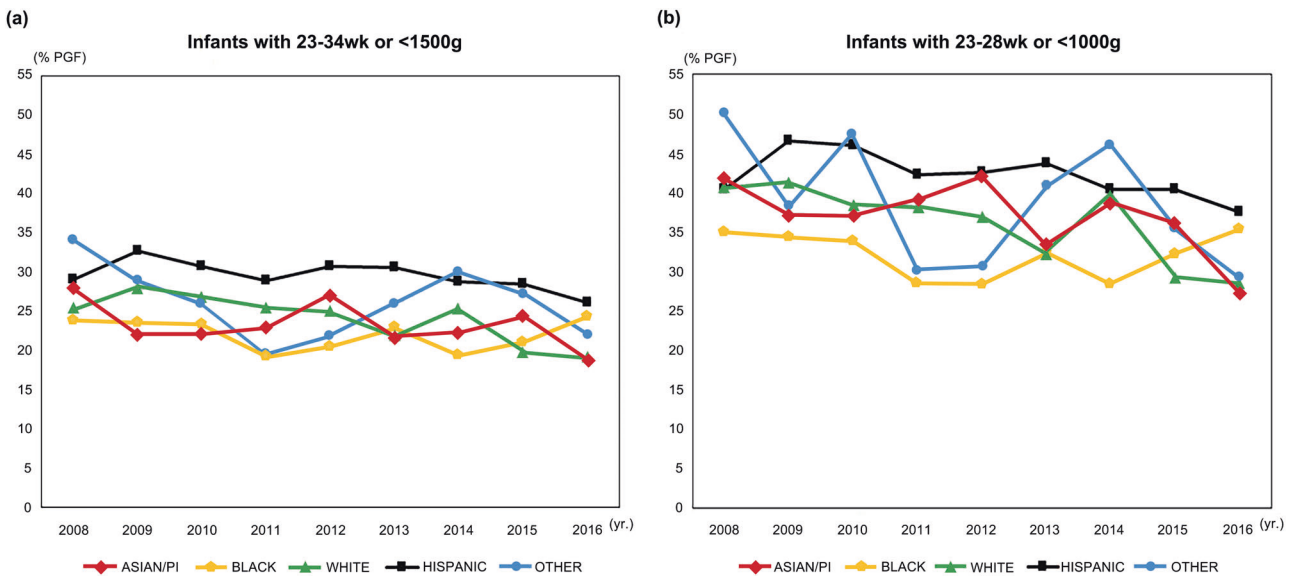 (a)
Infants with 23-34wk or <1500g
(% PGF)
55
50
45
40
35
30
25
20
15
10
5
0
2008 2009 2010 2011 2012 2013 2014 2015 2016 (yr.)
ASIAN/PI BLACK WHITE HISPANIC OTHER
(b)
Infants with 23-28wk or <1000g
(% PGF)
55
50
45
40
35
30
25
20
15
10
5
0
2008 2009 2010 2011 2012 2013 2014 2015 2016 (yr.)
ASIAN/PI BLACK WHITE HISPANIC OTHER